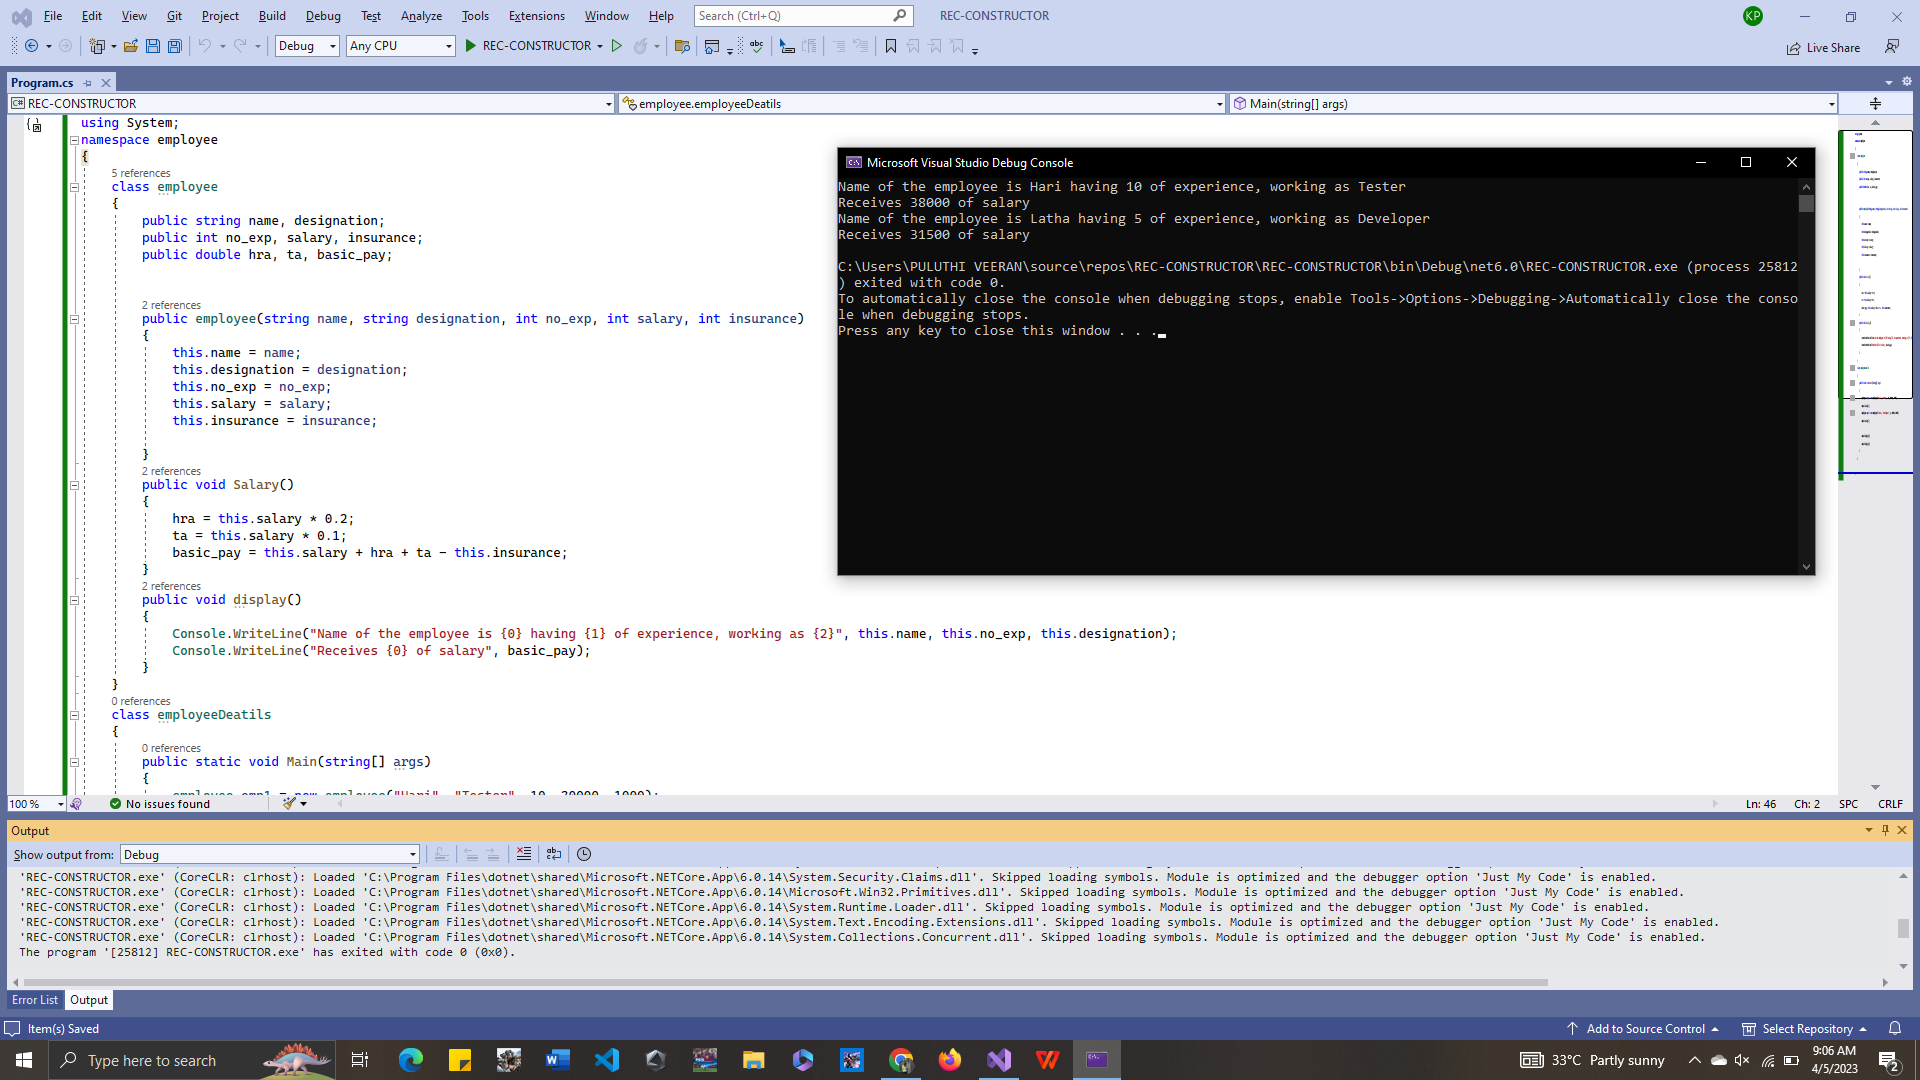 File Edit View Git Project Build Debug Test Analyze Tools Extensions Window Help Search (Ctrl+Q) REC-CONSTRUCTOR KP
Debug Any CPU REC-CONSTRUCTOR Live Share
Program.cs
REC-CONSTRUCTOR employee.employeeDeatils Main(string[] args)
using System;
namespace employee
{
5 references
class employee
{
public string name, designation;
public int no_exp, salary, insurance;
public double hra, ta, basic_pay;
2 references
public employee(string name, string designation, int no_exp, int salary, int insurance)
{
this.name = name;
this.designation = designation;
this.no_exp = no_exp;
this.salary = salary;
this.insurance = insurance;
}
2 references
public void Salary()
{
hra = this.salary * 0.2;
ta = this.salary * 0.1;
basic_pay = this.salary + hra + ta - this.insurance;
}
2 references
public void display()
{
Console.WriteLine("Name of the employee is {0} having {1} of experience, working as {2}", this.name, this.no_exp, this.designation);
Console.WriteLine("Receives {0} of salary", basic_pay);
}
}
0 references
class employeeDeatils
{
0 references
public static void Main(string[] args)
{
employee emp1 = new employee("Hari", "Tester", 10, 30000, 1000);
Microsoft Visual Studio Debug Console
Name of the employee is Hari having 10 of experience, working as Tester
Receives 38000 of salary
Name of the employee is Latha having 5 of experience, working as Developer
Receives 31500 of salary
C:\Users\PULUTHI VEERAN\source\repos\REC-CONSTRUCTOR\REC-CONSTRUCTOR\bin\Debug\net6.0\REC-CONSTRUCTOR.exe (process 25812
) exited with code 0.
To automatically close the console when debugging stops, enable Tools->Options->Debugging->Automatically close the conso
le when debugging stops.
Press any key to close this window . . .
100 % No issues found Ln: 46 Ch: 2 SPC CRLF
Output
Show output from: Debug
'REC-CONSTRUCTOR.exe' (CoreCLR: clrhost): Loaded 'C:\Program Files\dotnet\shared\Microsoft.NETCore.App\6.0.14\System.Security.Claims.dll'. Skipped loading symbols. Module is optimized and the debugger option 'Just My Code' is enabled.
'REC-CONSTRUCTOR.exe' (CoreCLR: clrhost): Loaded 'C:\Program Files\dotnet\shared\Microsoft.NETCore.App\6.0.14\Microsoft.Win32.Primitives.dll'. Skipped loading symbols. Module is optimized and the debugger option 'Just My Code' is enabled.
'REC-CONSTRUCTOR.exe' (CoreCLR: clrhost): Loaded 'C:\Program Files\dotnet\shared\Microsoft.NETCore.App\6.0.14\System.Runtime.Loader.dll'. Skipped loading symbols. Module is optimized and the debugger option 'Just My Code' is enabled.
'REC-CONSTRUCTOR.exe' (CoreCLR: clrhost): Loaded 'C:\Program Files\dotnet\shared\Microsoft.NETCore.App\6.0.14\System.Text.Encoding.Extensions.dll'. Skipped loading symbols. Module is optimized and the debugger option 'Just My Code' is enabled.
'REC-CONSTRUCTOR.exe' (CoreCLR: clrhost): Loaded 'C:\Program Files\dotnet\shared\Microsoft.NETCore.App\6.0.14\System.Collections.Concurrent.dll'. Skipped loading symbols. Module is optimized and the debugger option 'Just My Code' is enabled.
The program '[25812] REC-CONSTRUCTOR.exe' has exited with code 0 (0x0).
Error List Output
Item(s) Saved Add to Source Control Select Repository
Type here to search 33°C Partly sunny 9:06 AM
4/5/2023 2